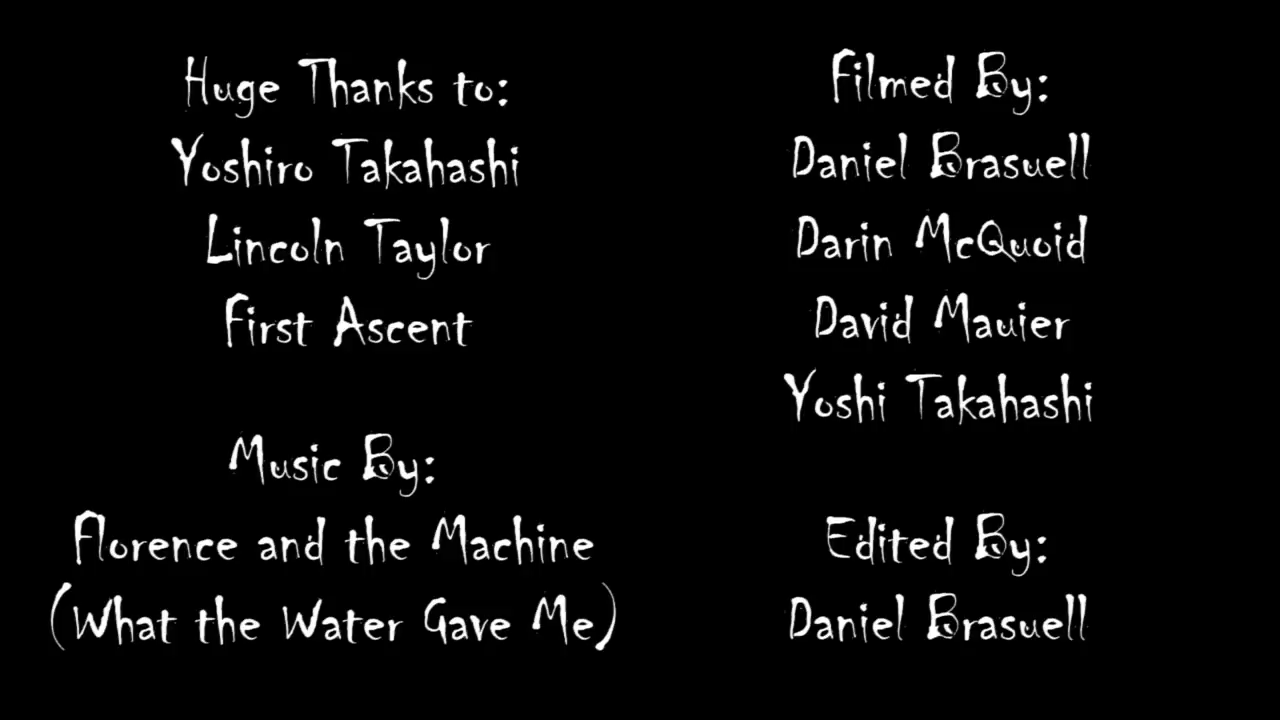 Huge Thanks to:
Yoshiro Takahashi
Lincoln Taylor
First Ascent
Music By:
Florence and the Machine
(What the Water Gave Me)
Filmed By:
Daniel Brasuell
Darin McQuoid
David Mauier
Yoshi Takahashi
Edited By:
Daniel Brasuell